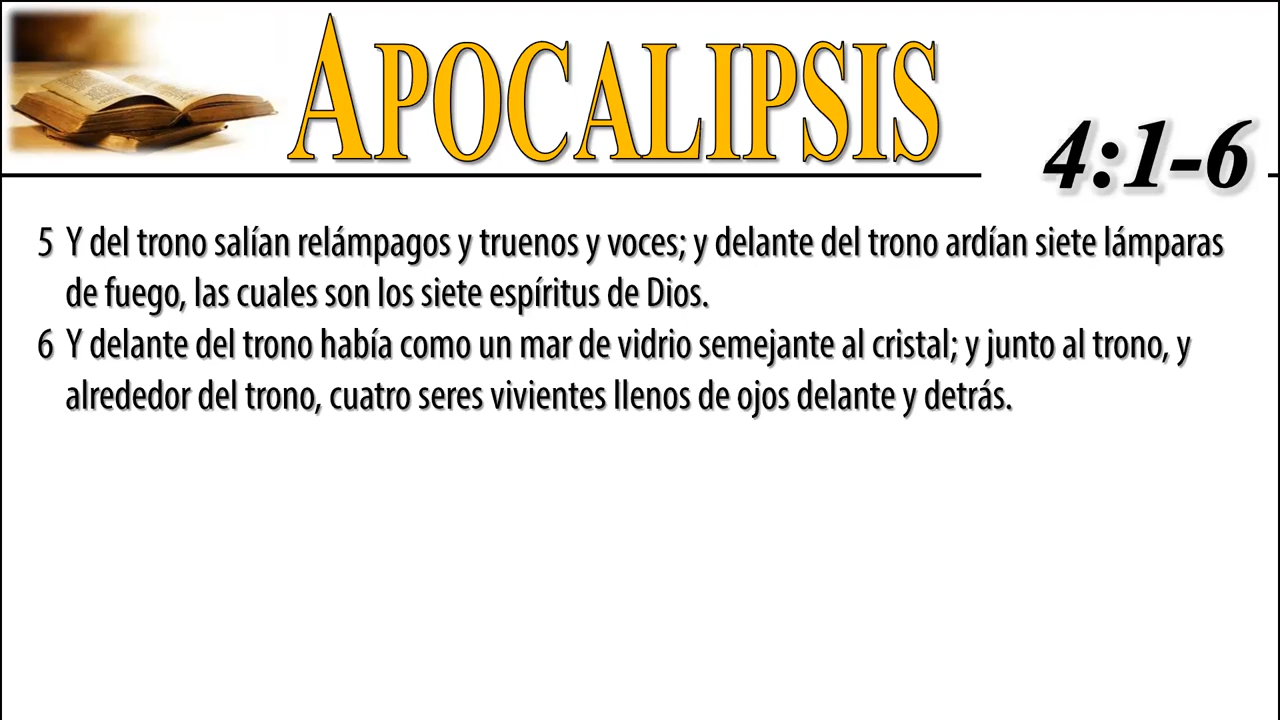 APOCALIPSIS
4:1-6
5 Y del trono salían relámpagos y truenos y voces; y delante del trono ardían siete lámparas
de fuego, las cuales son los siete espíritus de Dios.
6 Y delante del trono había como un mar de vidrio semejante al cristal; y junto al trono, y
alrededor del trono, cuatro seres vivientes llenos de ojos delante y detrás.